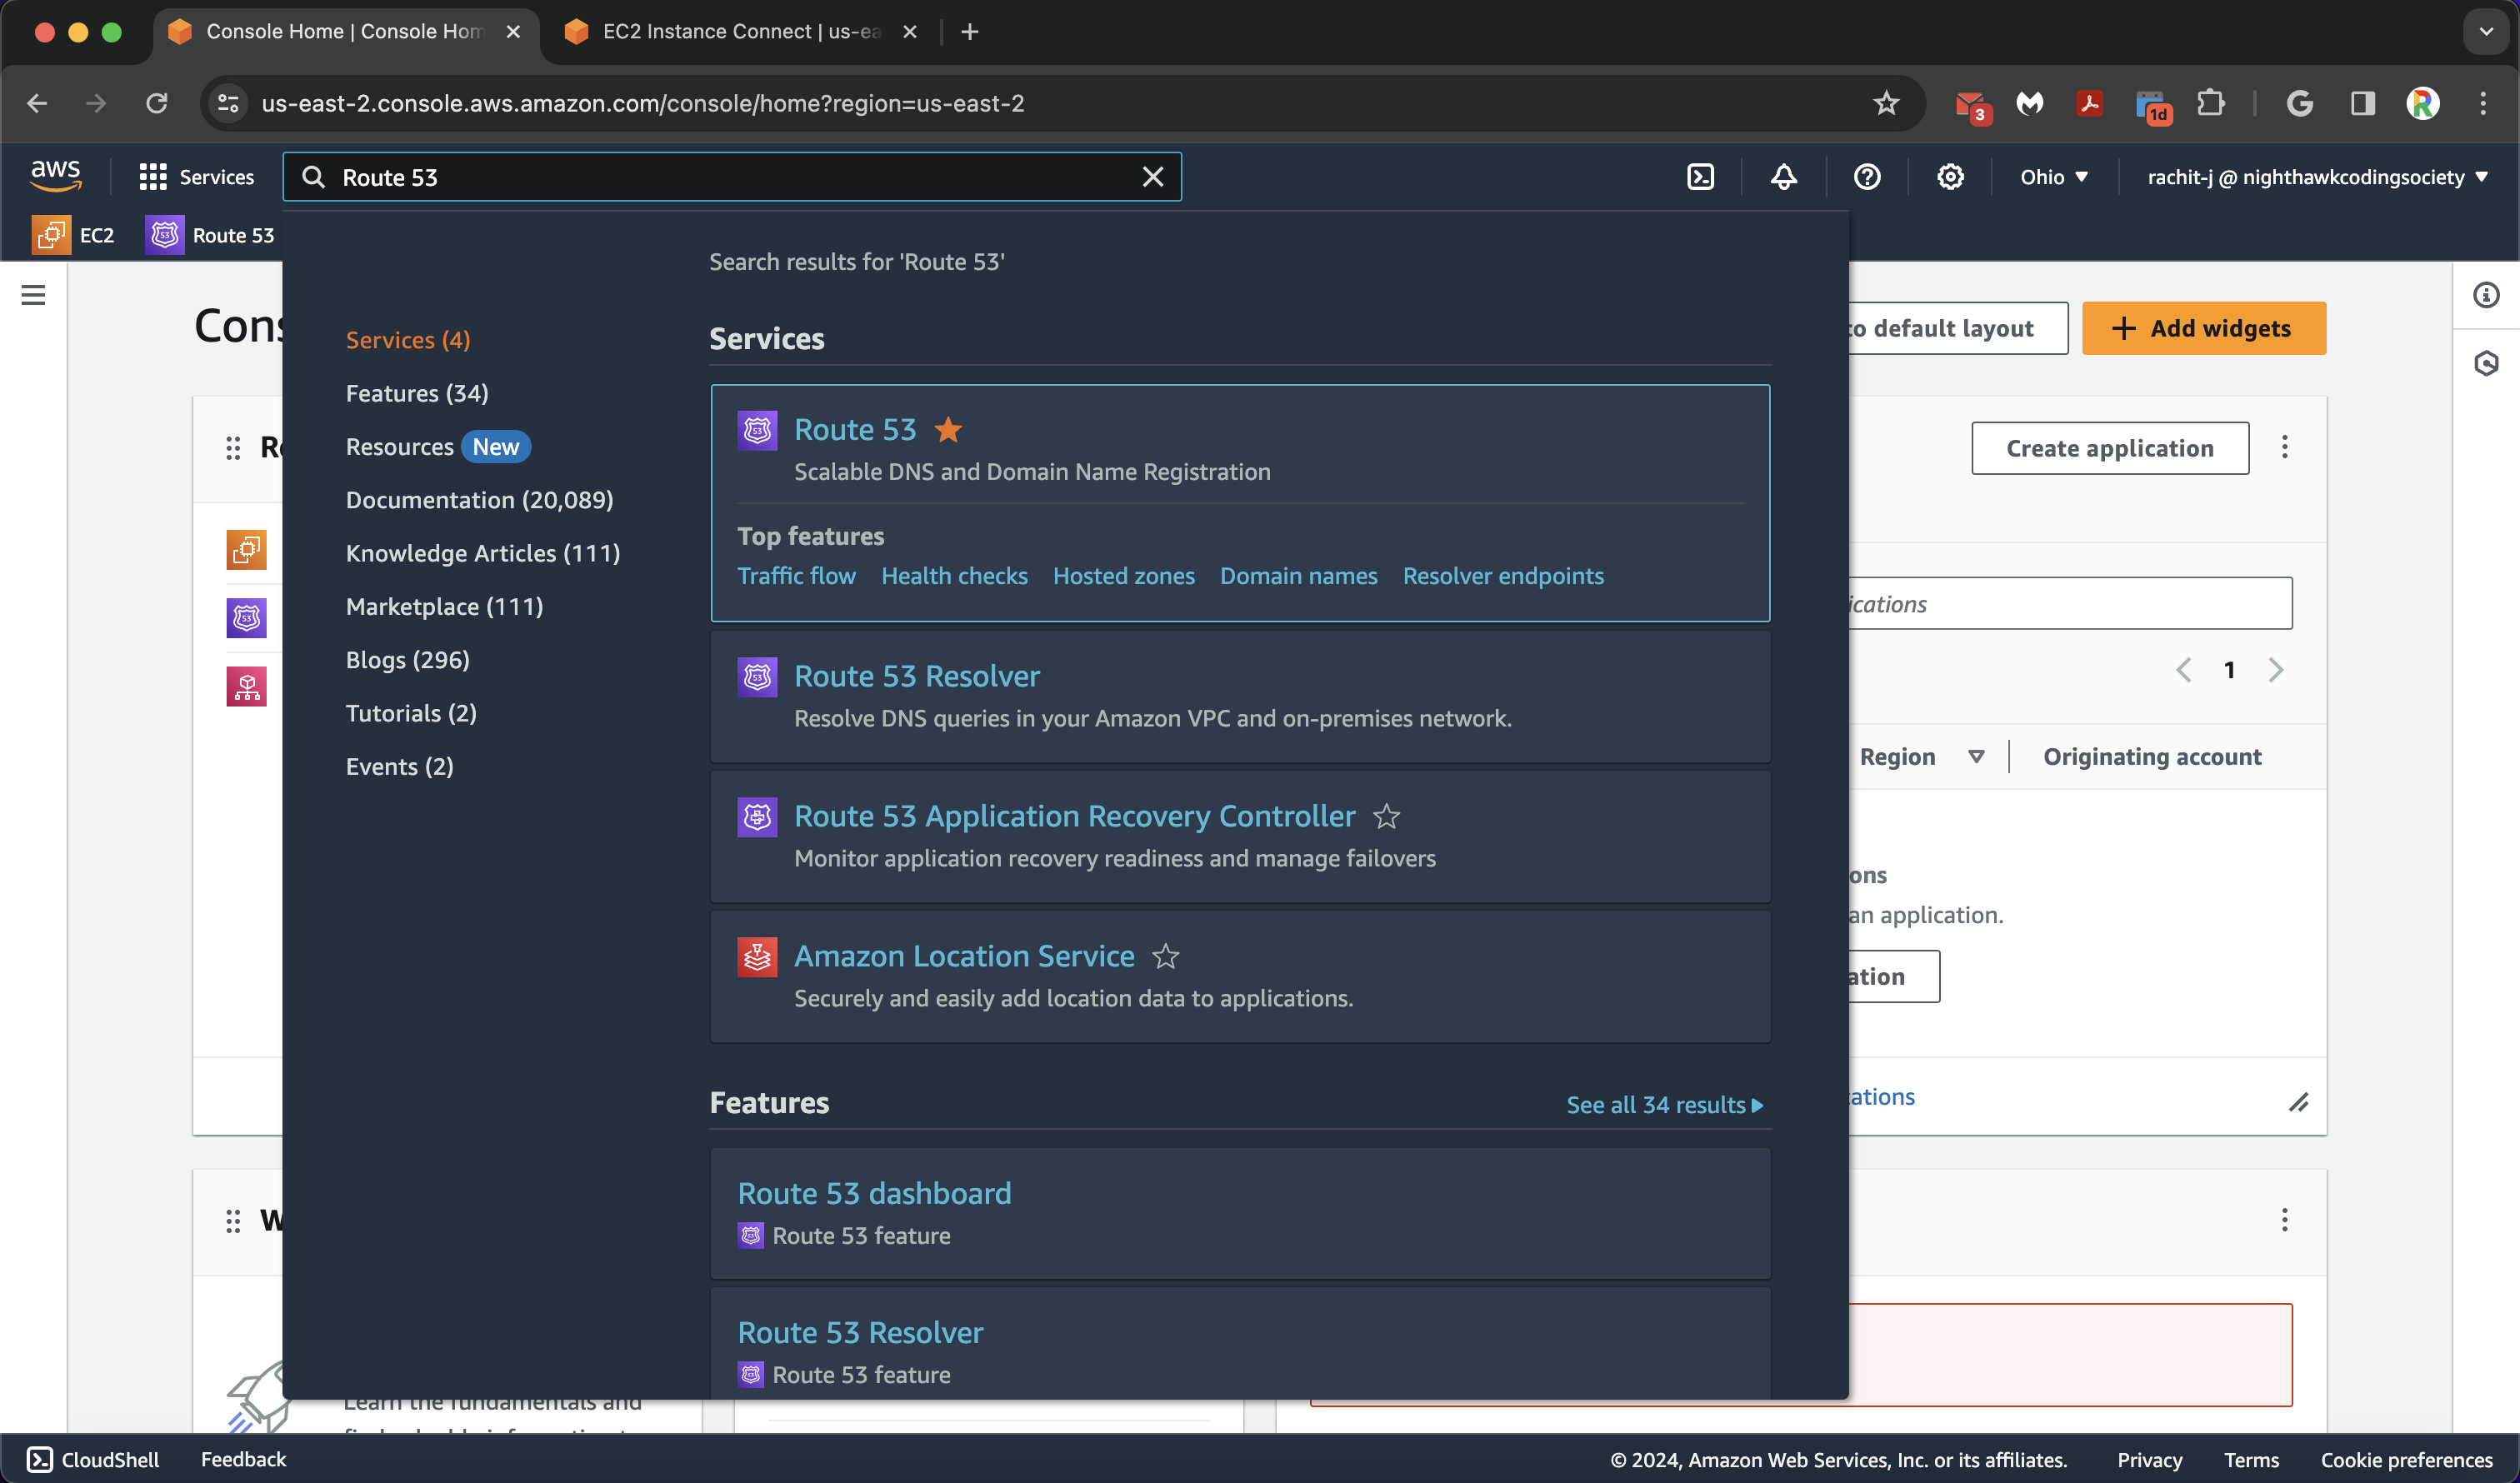 Console Home | Console Hom
EC2 Instance Connect | us-ea
us-east-2.console.aws.amazon.com/console/home?region=us-east-2
3
1d
aws
Services
Route 53
Ohio
rachit-j @ nighthawkcodingsociety
EC2
Route 53
Search results for 'Route 53'
Cons
to default layout
Add widgets
Services (4)
Features (34)
Resources New
Documentation (20,089)
Knowledge Articles (111)
Marketplace (111)
Blogs (296)
Tutorials (2)
Events (2)
Services
Route 53
Scalable DNS and Domain Name Registration
Top features
Traffic flow Health checks Hosted zones Domain names Resolver endpoints
Route 53 Resolver
Resolve DNS queries in your Amazon VPC and on-premises network.
Route 53 Application Recovery Controller
Monitor application recovery readiness and manage failovers
Amazon Location Service
Securely and easily add location data to applications.
Features
See all 34 results
Route 53 dashboard
Route 53 feature
Route 53 Resolver
Route 53 feature
Create application
ications
1
Region
Originating account
ons
an application.
ation
cations
W
Learn the fundamentals and
CloudShell
Feedback
© 2024, Amazon Web Services, Inc. or its affiliates.
Privacy
Terms
Cookie preferences